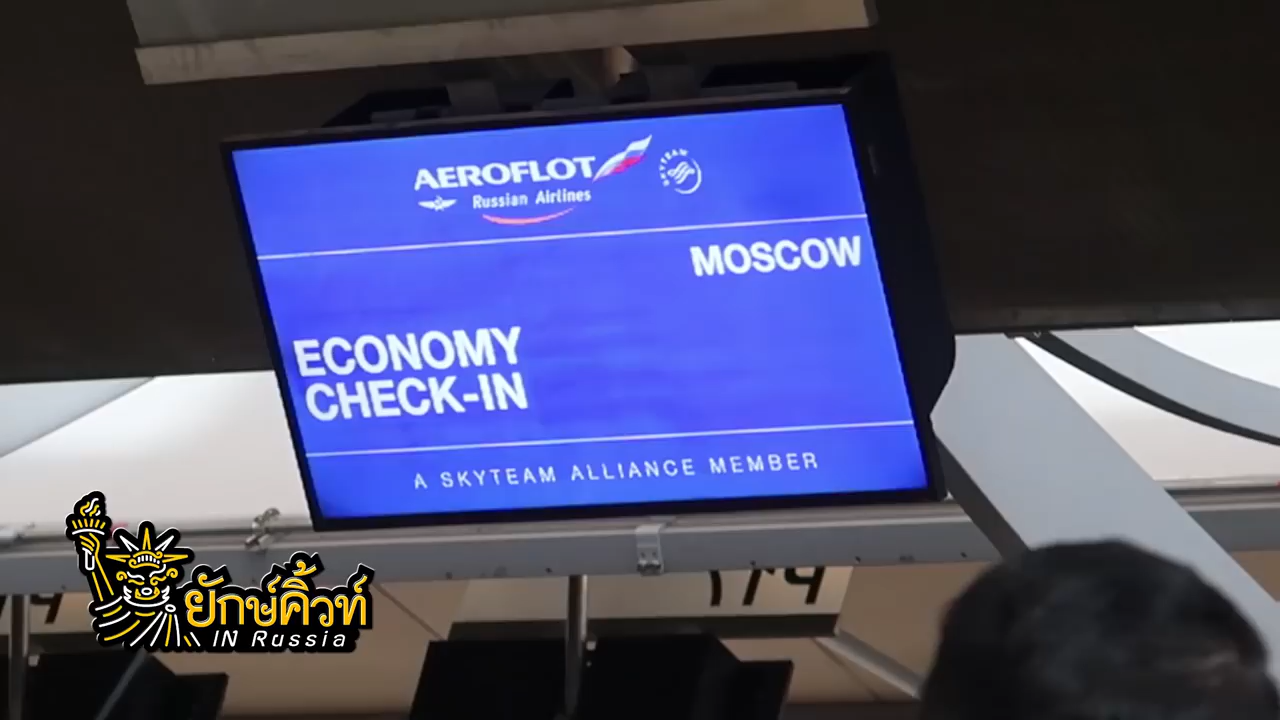 AEROFLOT
Russian Airlines
SKYTEAM
MOSCOW
ECONOMY
CHECK-IN
A SKYTEAM ALLIANCE MEMBER
ยักษ์คิ้วท์
IN Russia